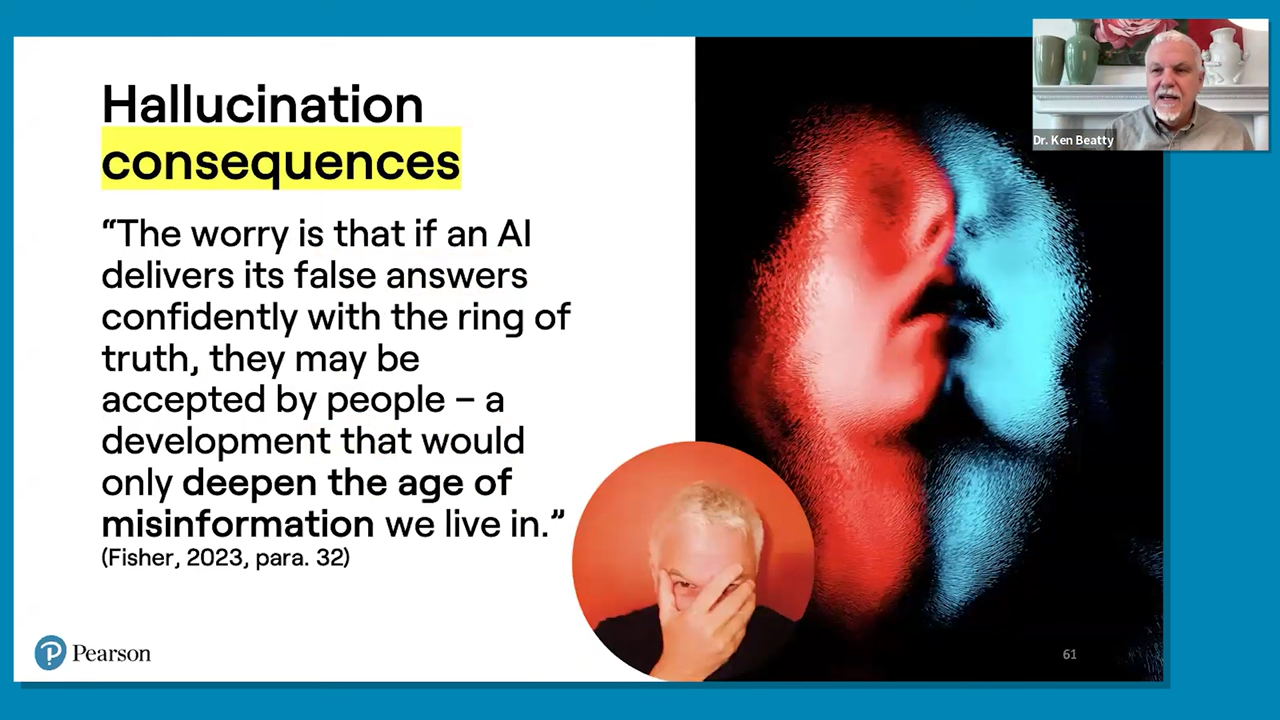 Hallucination
consequences
“The worry is that if an AI
delivers its false answers
confidently with the ring of
truth, they may be
accepted by people – a
development that would
only deepen the age of
misinformation we live in.”
(Fisher, 2023, para. 32)
Pearson
61
Dr. Ken Beatty